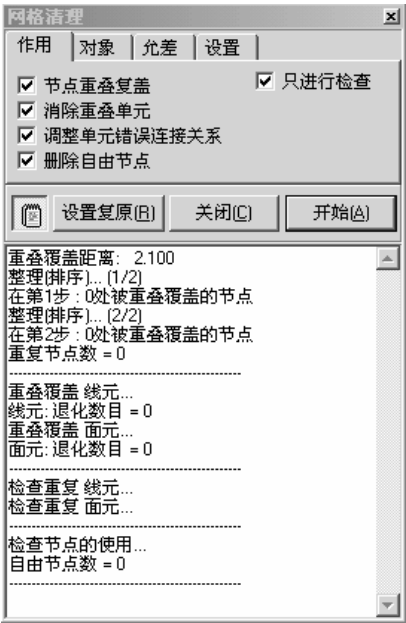 网格清理
作用 对象 允差 设置
节点重叠复盖 只进行检查
消除重叠单元
调整单元错误连接关系
删除自由节点
设置复原(R) 关闭(C) 开始(A)
重叠覆盖距离: 2.100
整理(排序)... (1/2)
在第1步 : 0处被重叠覆盖的节点
整理(排序)... (2/2)
在第2步 : 0处被重叠覆盖的节点
重复节点数 = 0
重叠覆盖 线元...
线元: 退化数目 = 0
重叠覆盖 面元...
面元: 退化数目 = 0
检查重复 线元...
检查重复 面元...
检查节点的使用...
自由节点数 = 0